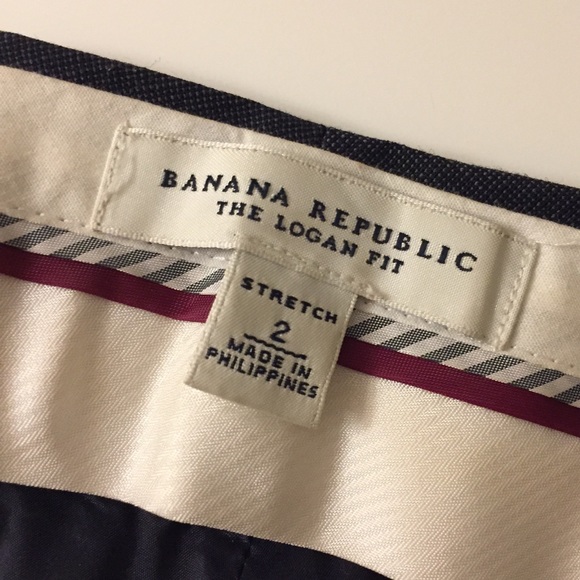 BANANA REPUBLIC
THE LOGAN FIT
STRETCH
2
MADE IN
PHILIPPINES